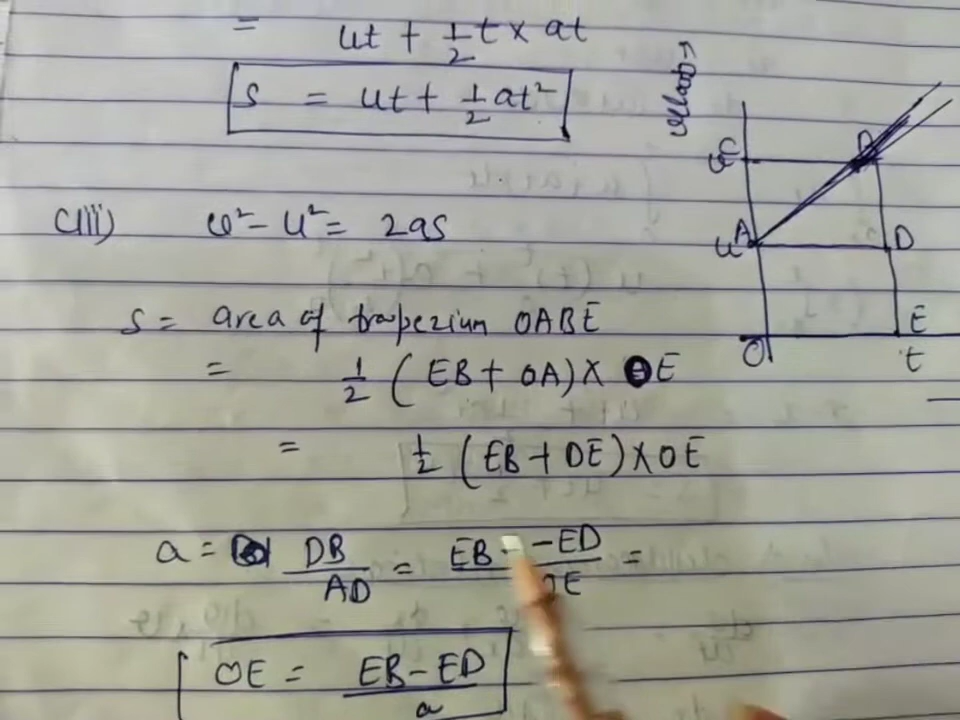 = ut + 1/2 t × at
S = ut + 1/2 at²
(iii) v² - u² = 2as
S = area of trapezium OABE
= 1/2 ( EB + OA) X OE
= 1/2 (EB + DE) X OE
a = DB/AD = EB - -ED/OE =
OE = EB - ED/a
v C
u A D
O E
t